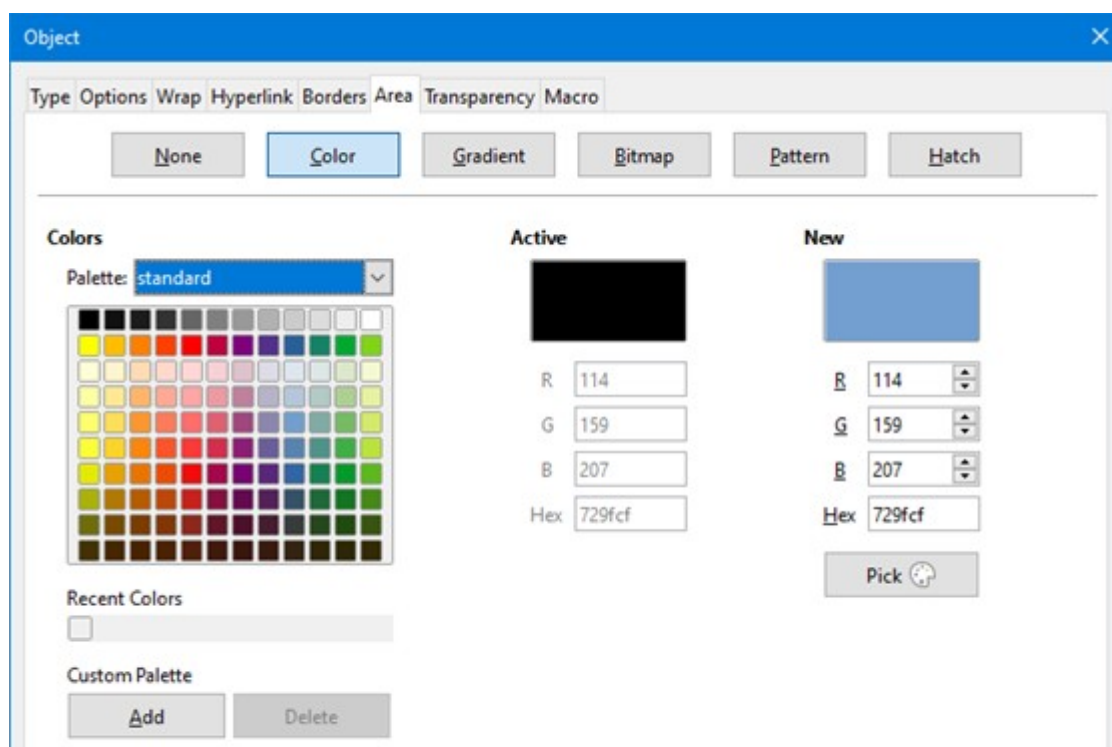 Object
Type Options Wrap Hyperlink Borders Area Transparency Macro
None Color Gradient Bitmap Pattern Hatch
Colors Active New
Palette: standard
R 114 R 114
G 159 G 159
B 207 B 207
Hex 729fcf Hex 729fcf
Pick
Recent Colors
Custom Palette
Add Delete